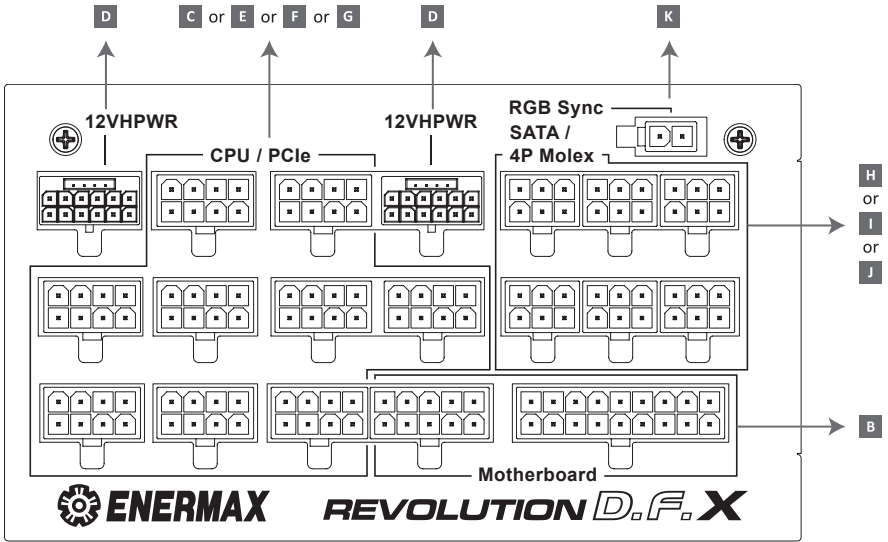 D
C or E or F or G
D
K
12VHPWR
12VHPWR
RGB Sync
SATA /
4P Molex
CPU / PCIe
H
or
I
or
J
B
Motherboard
ENERMAX
REVOLUTION D.F.X